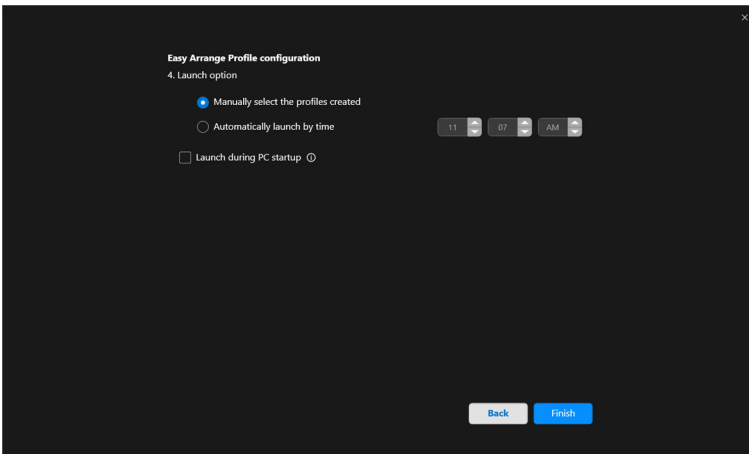 Easy Arrange Profile configuration
4. Launch option
Manually select the profiles created
Automatically launch by time 11 07 AM
Launch during PC startup
Back Finish